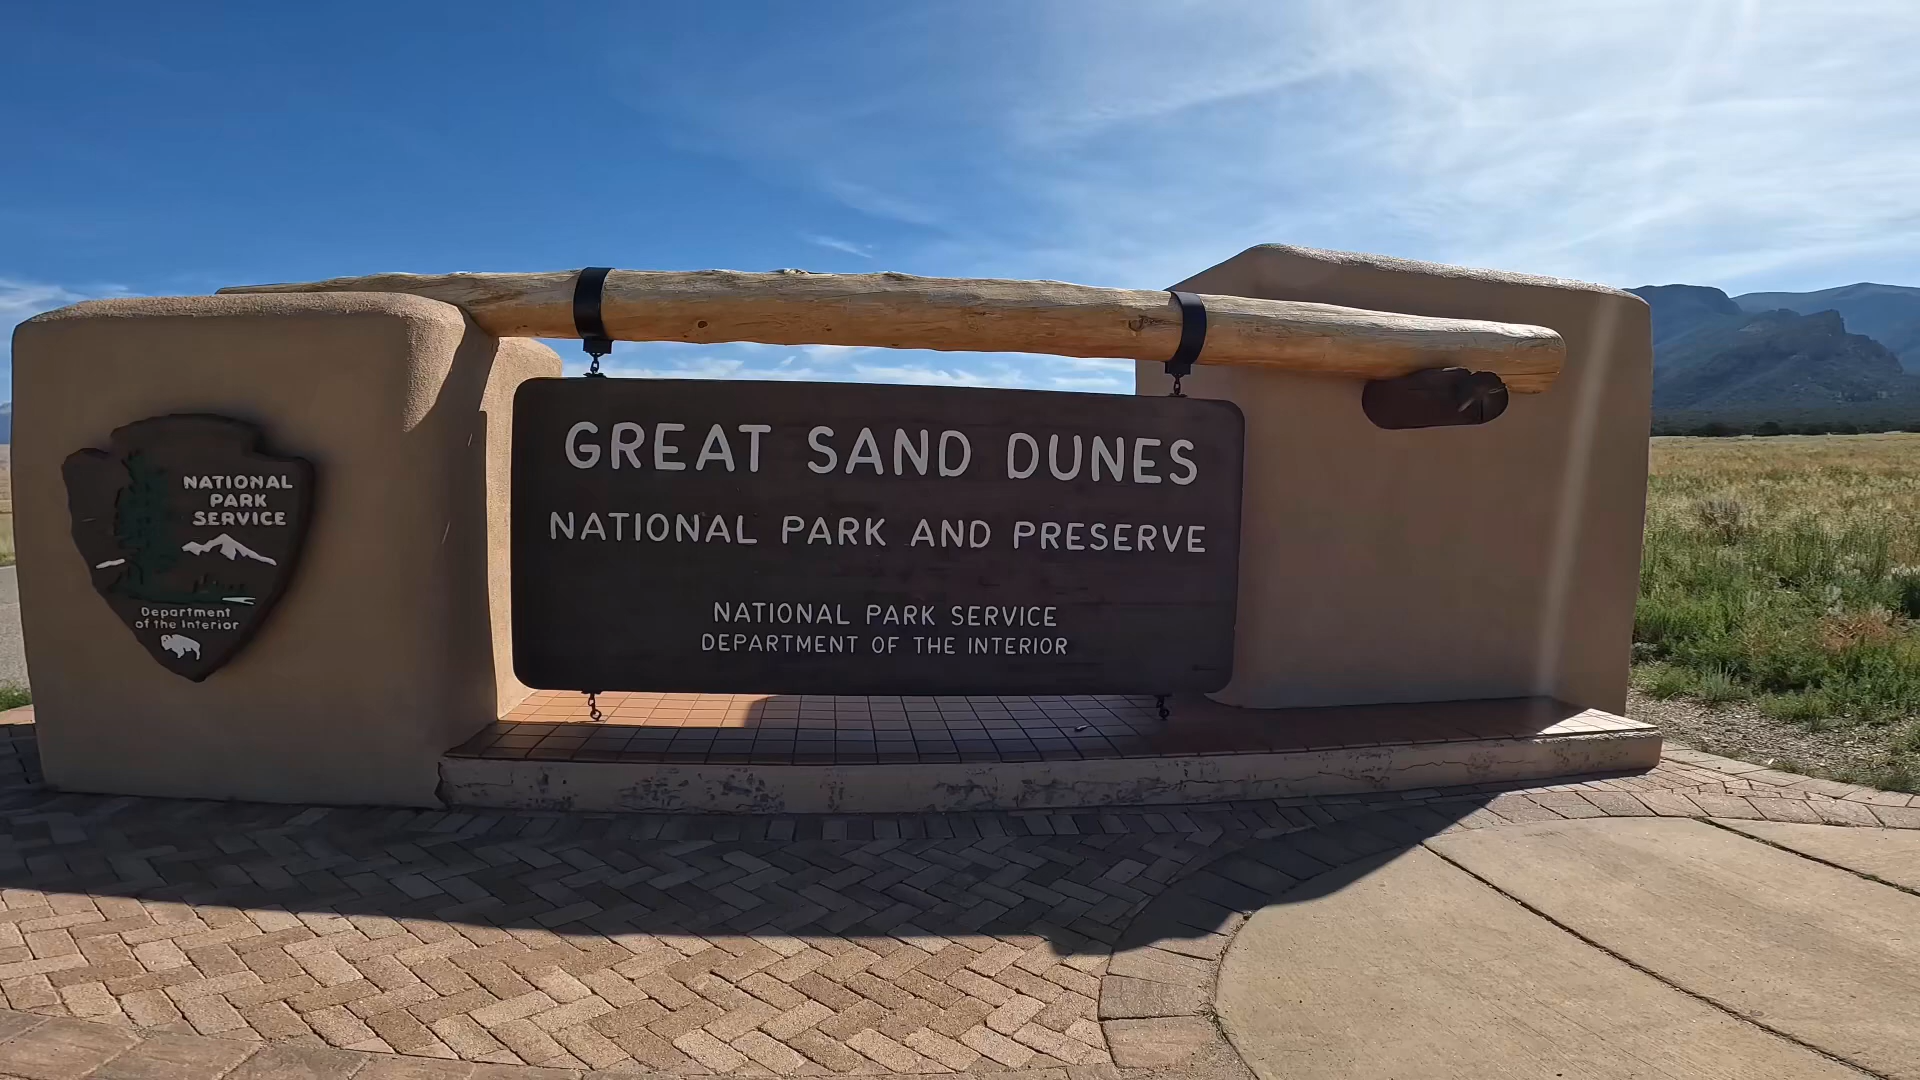 NATIONAL
PARK
SERVICE
Department
of the Interior
GREAT SAND DUNES
NATIONAL PARK AND PRESERVE
NATIONAL PARK SERVICE
DEPARTMENT OF THE INTERIOR